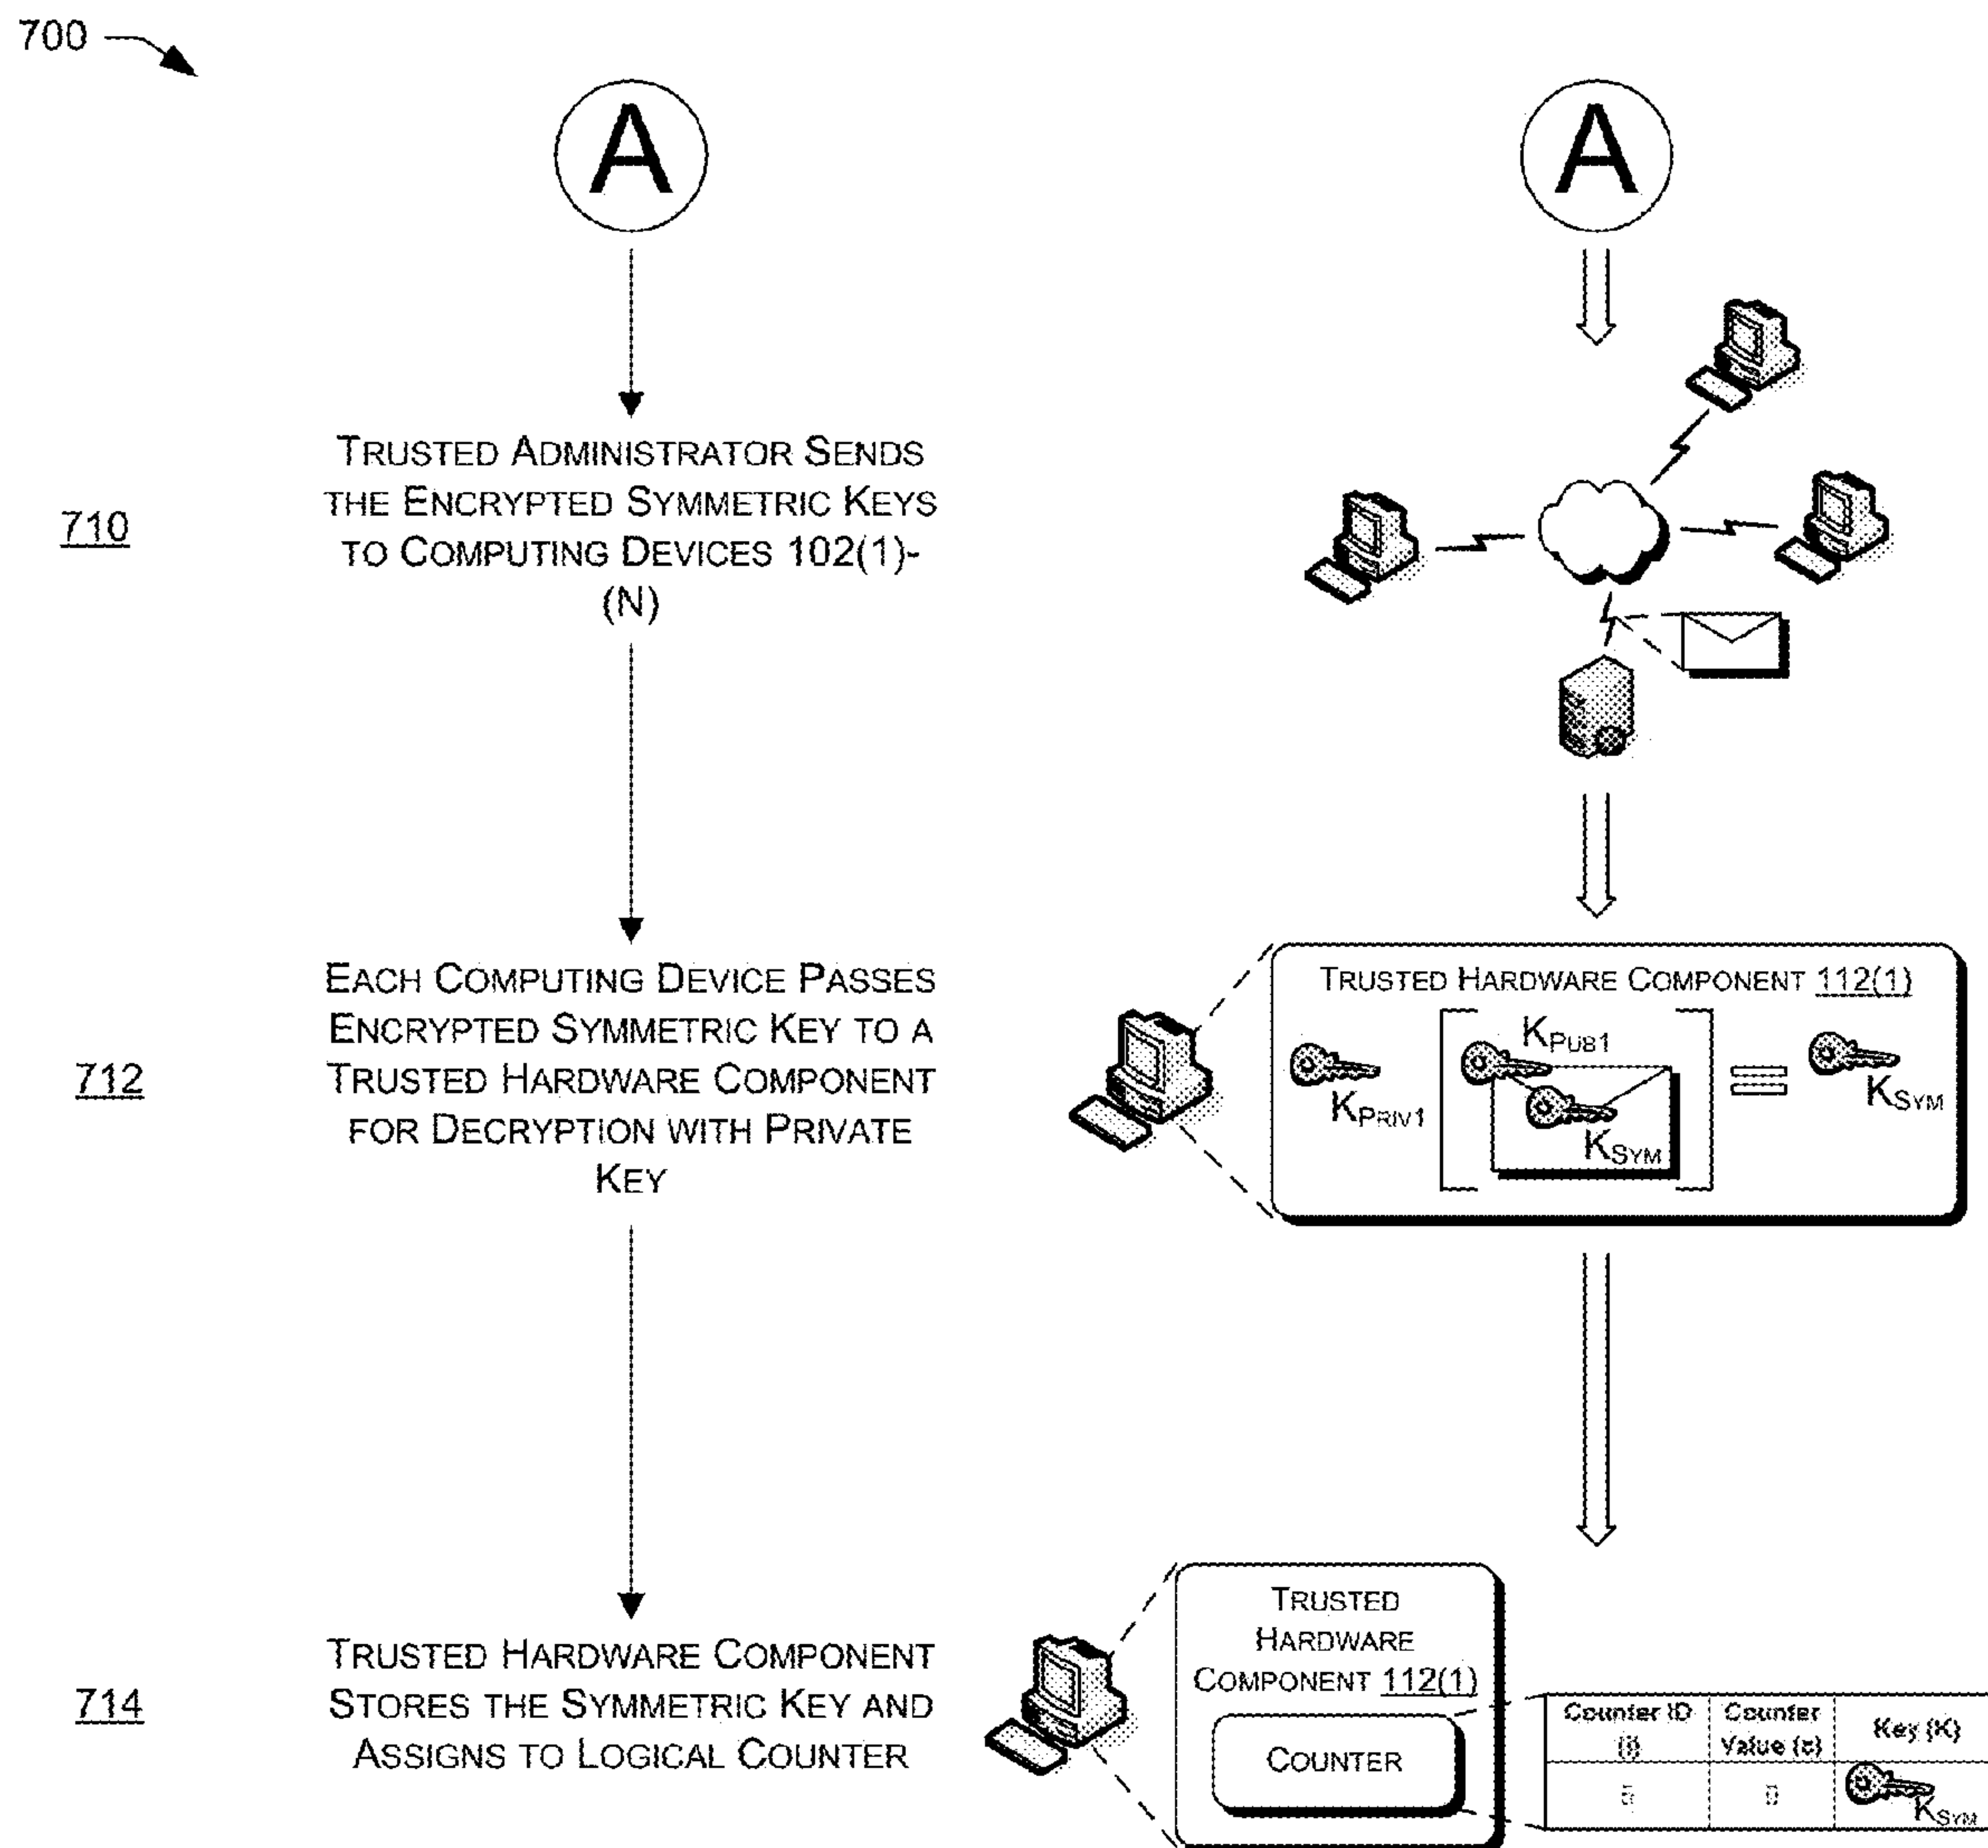 700
A
A
710
TRUSTED ADMINISTRATOR SENDS
THE ENCRYPTED SYMMETRIC KEYS
TO COMPUTING DEVICES 102(1)-
(N)
712
EACH COMPUTING DEVICE PASSES
ENCRYPTED SYMMETRIC KEY TO A
TRUSTED HARDWARE COMPONENT
FOR DECRYPTION WITH PRIVATE
KEY
TRUSTED HARDWARE COMPONENT 112(1)
KPRIV1
KPUB1
KSYM
=
KSYM
714
TRUSTED HARDWARE COMPONENT
STORES THE SYMMETRIC KEY AND
ASSIGNS TO LOGICAL COUNTER
TRUSTED
HARDWARE
COMPONENT 112(1)
COUNTER
Counter ID
Counter
Value (c)
Key (K)
KSYM